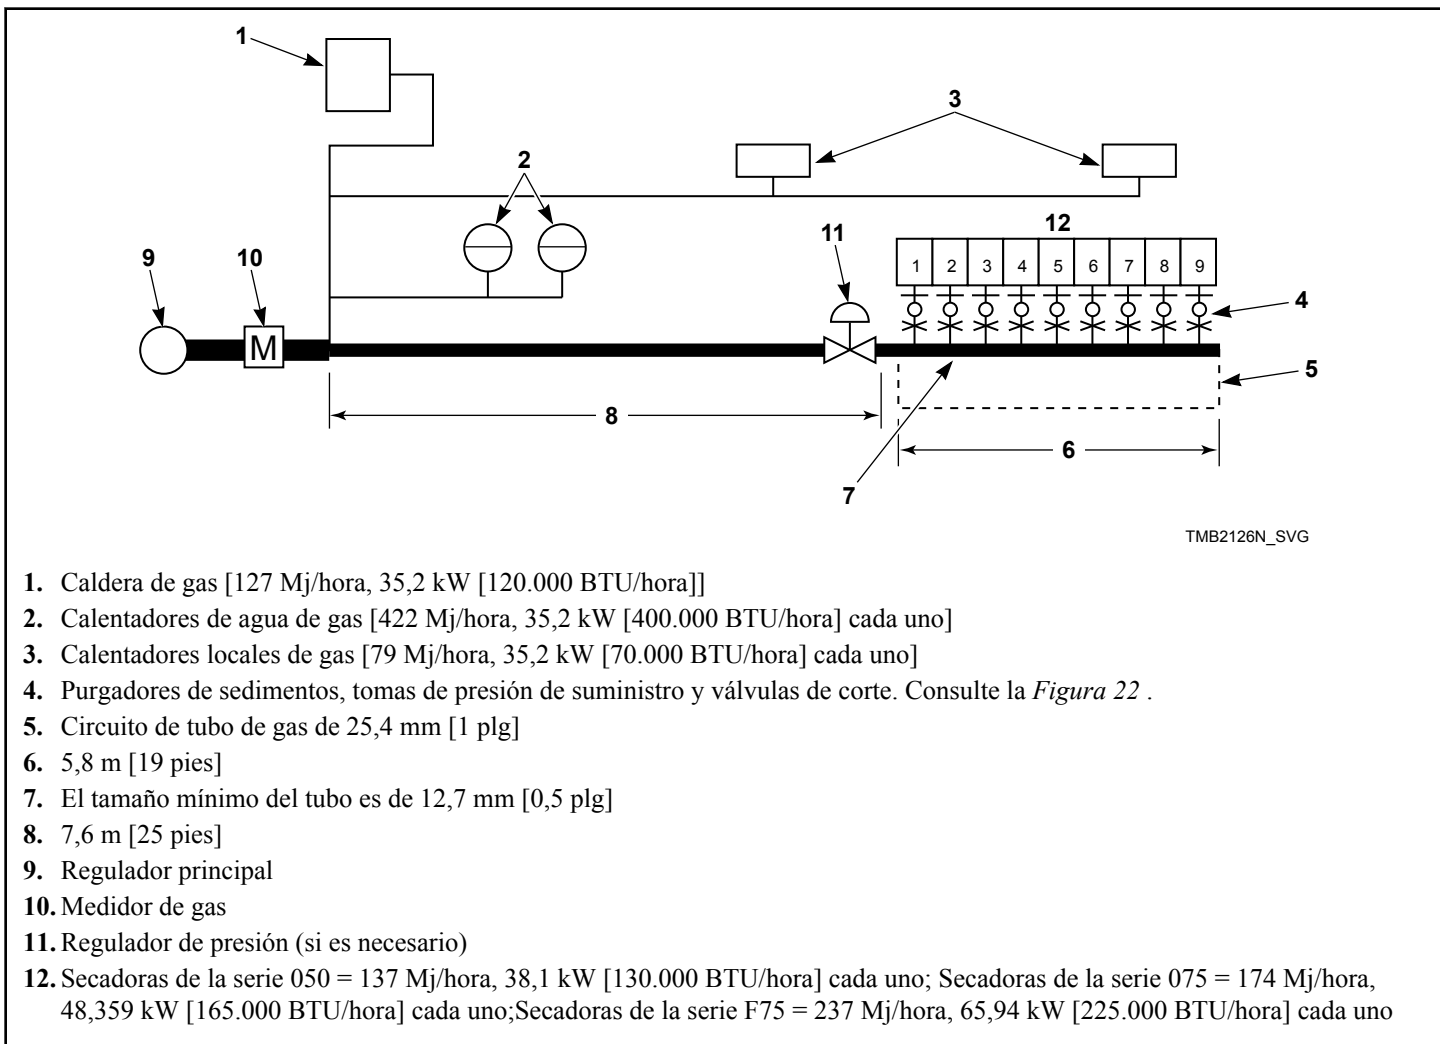 1
3
2
12
11
9
10
1 2 3 4 5 6 7 8 9
4
M
5
8
6
7
TMB2126N_SVG
1. Caldera de gas [127 Mj/hora, 35,2 kW [120.000 BTU/hora]]
2. Calentadores de agua de gas [422 Mj/hora, 35,2 kW [400.000 BTU/hora] cada uno]
3. Calentadores locales de gas [79 Mj/hora, 35,2 kW [70.000 BTU/hora] cada uno]
4. Purgadores de sedimentos, tomas de presión de suministro y válvulas de corte. Consulte la Figura 22 .
5. Circuito de tubo de gas de 25,4 mm [1 plg]
6. 5,8 m [19 pies]
7. El tamaño mínimo del tubo es de 12,7 mm [0,5 plg]
8. 7,6 m [25 pies]
9. Regulador principal
10. Medidor de gas
11. Regulador de presión (si es necesario)
12. Secadoras de la serie 050 = 137 Mj/hora, 38,1 kW [130.000 BTU/hora] cada uno; Secadoras de la serie 075 = 174 Mj/hora,
48,359 kW [165.000 BTU/hora] cada uno;Secadoras de la serie F75 = 237 Mj/hora, 65,94 kW [225.000 BTU/hora] cada uno